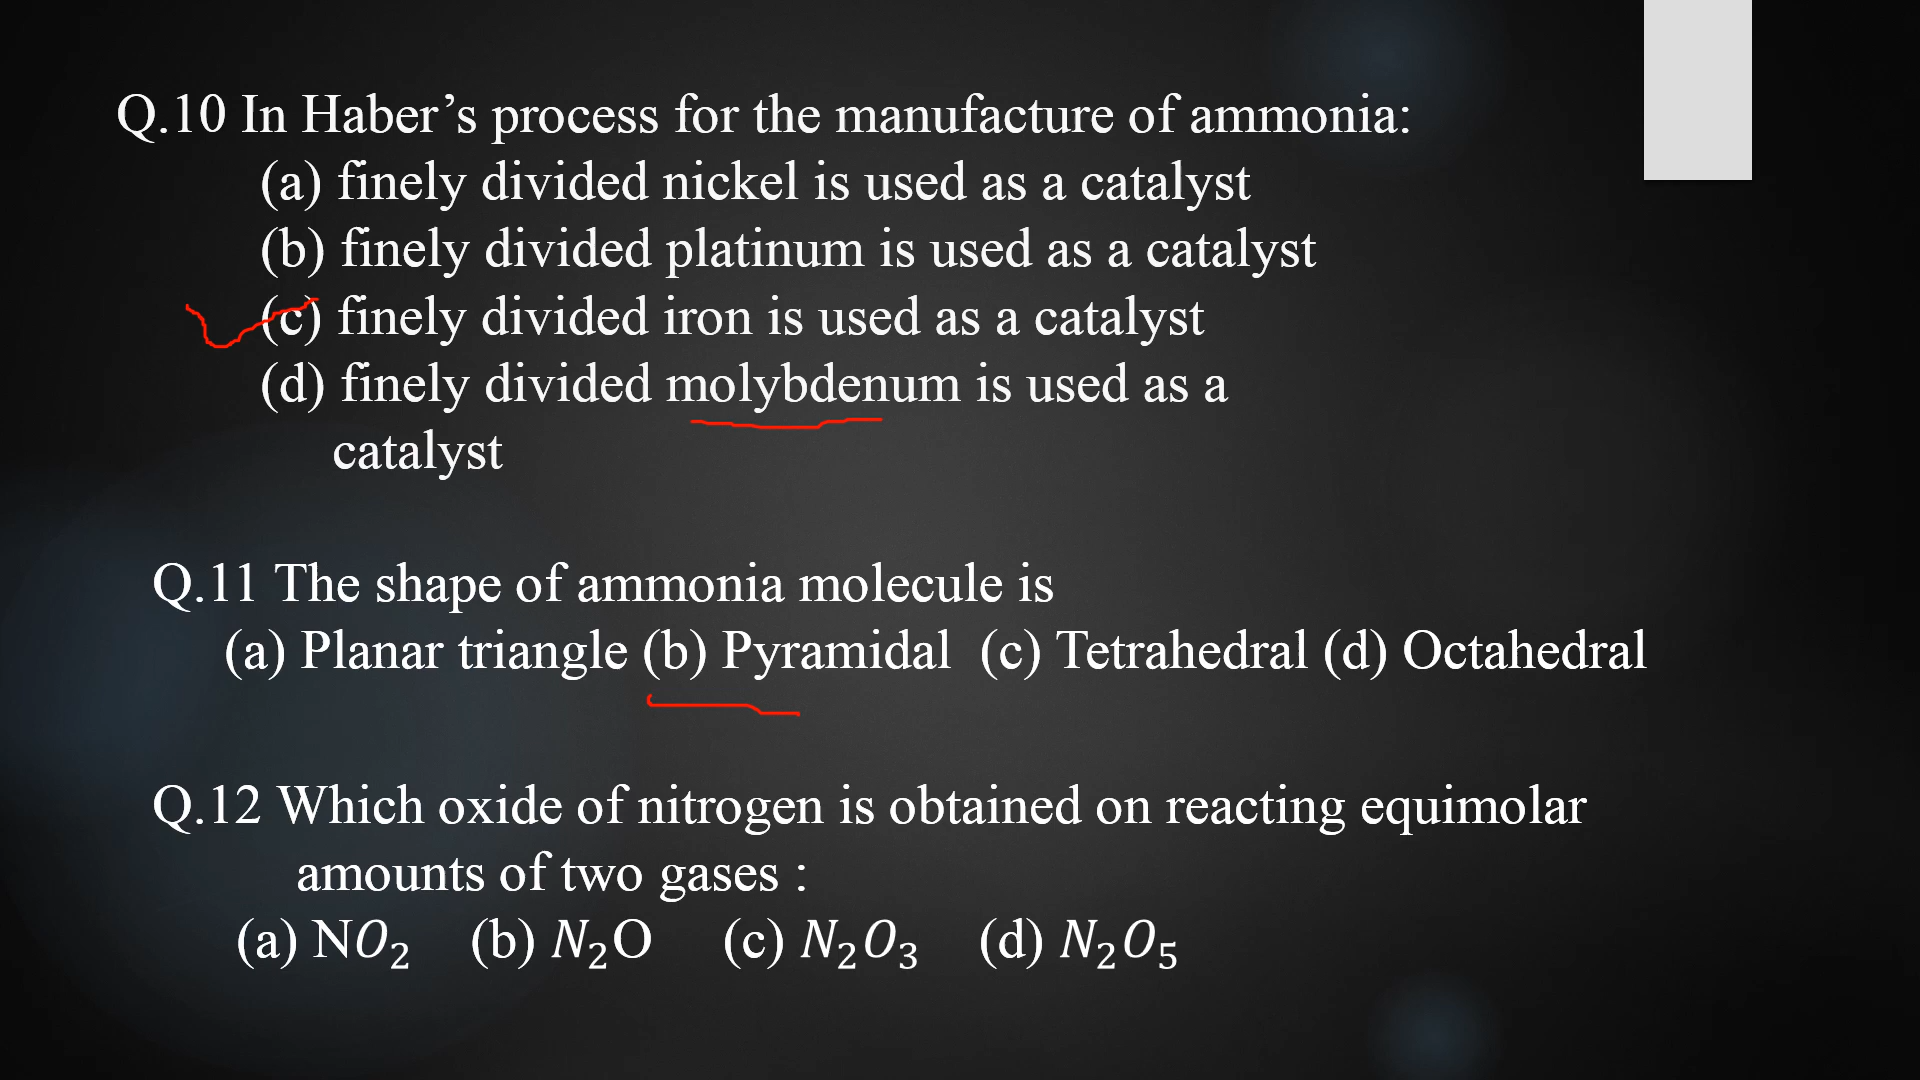 Q.10 In Haber’s process for the manufacture of ammonia:
(a) finely divided nickel is used as a catalyst
(b) finely divided platinum is used as a catalyst
(c) finely divided iron is used as a catalyst
(d) finely divided molybdenum is used as a
catalyst
Q.11 The shape of ammonia molecule is
(a) Planar triangle (b) Pyramidal (c) Tetrahedral (d) Octahedral
Q.12 Which oxide of nitrogen is obtained on reacting equimolar
amounts of two gases :
(a) NO₂ (b) N₂O (c) N₂O₃ (d) N₂O₅